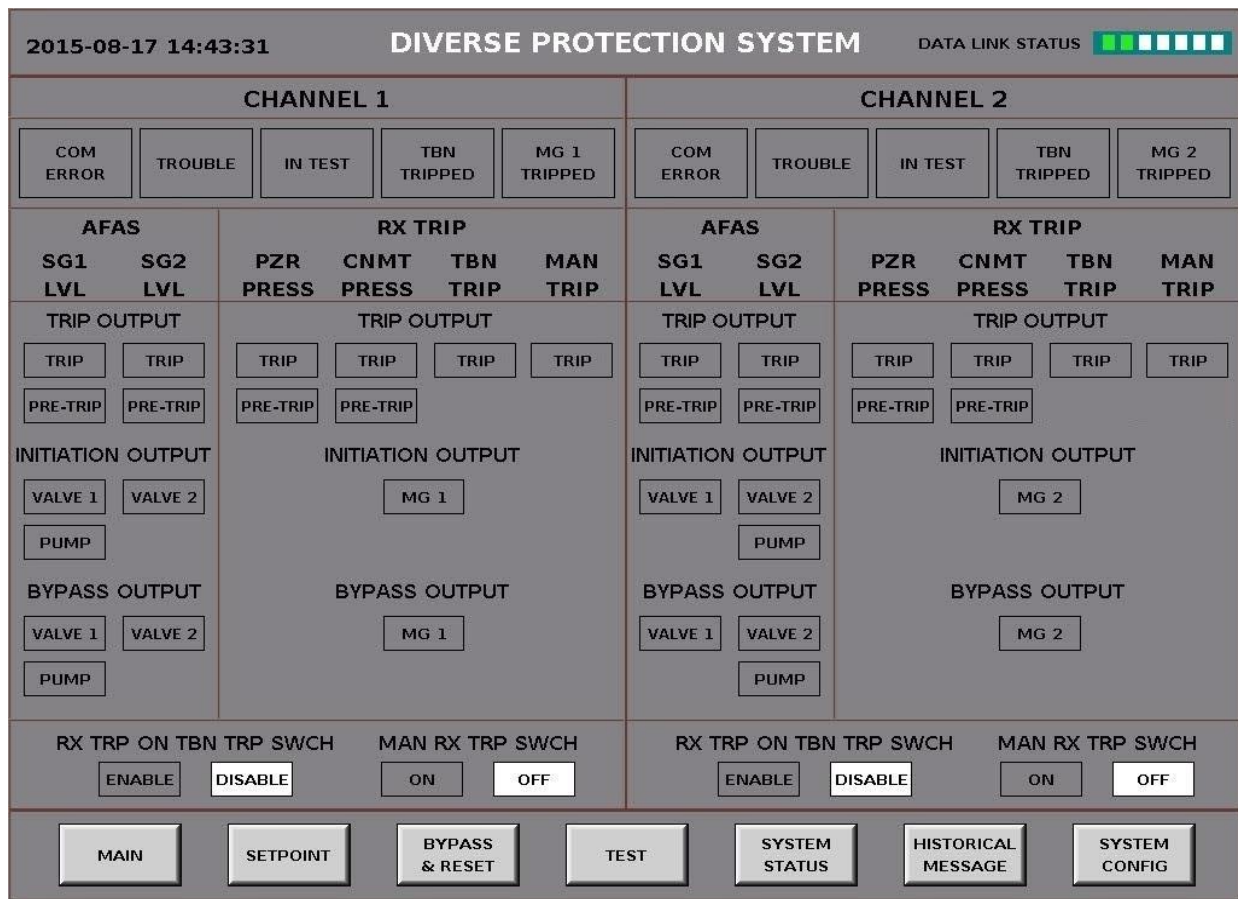 2015-08-17 14:43:31 DIVERSE PROTECTION SYSTEM DATA LINK STATUS
CHANNEL 1
COM ERROR TROUBLE IN TEST TBN TRIPPED MG 1 TRIPPED
AFAS RX TRIP
SG1 LVL SG2 LVL PZR PRESS CNMT PRESS TBN TRIP MAN TRIP
TRIP OUTPUT TRIP OUTPUT
TRIP TRIP TRIP TRIP TRIP TRIP
PRE-TRIP PRE-TRIP PRE-TRIP PRE-TRIP
INITIATION OUTPUT INITIATION OUTPUT
VALVE 1 VALVE 2 MG 1
PUMP
BYPASS OUTPUT BYPASS OUTPUT
VALVE 1 VALVE 2 MG 1
PUMP
RX TRP ON TBN TRP SWCH MAN RX TRP SWCH
ENABLE DISABLE ON OFF
CHANNEL 2
COM ERROR TROUBLE IN TEST TBN TRIPPED MG 2 TRIPPED
AFAS RX TRIP
SG1 LVL SG2 LVL PZR PRESS CNMT PRESS TBN TRIP MAN TRIP
TRIP OUTPUT TRIP OUTPUT
TRIP TRIP TRIP TRIP TRIP TRIP
PRE-TRIP PRE-TRIP PRE-TRIP PRE-TRIP
INITIATION OUTPUT INITIATION OUTPUT
VALVE 1 VALVE 2 MG 2
PUMP
BYPASS OUTPUT BYPASS OUTPUT
VALVE 1 VALVE 2 MG 2
PUMP
RX TRP ON TBN TRP SWCH MAN RX TRP SWCH
ENABLE DISABLE ON OFF
MAIN SETPOINT BYPASS & RESET TEST SYSTEM STATUS HISTORICAL MESSAGE SYSTEM CONFIG